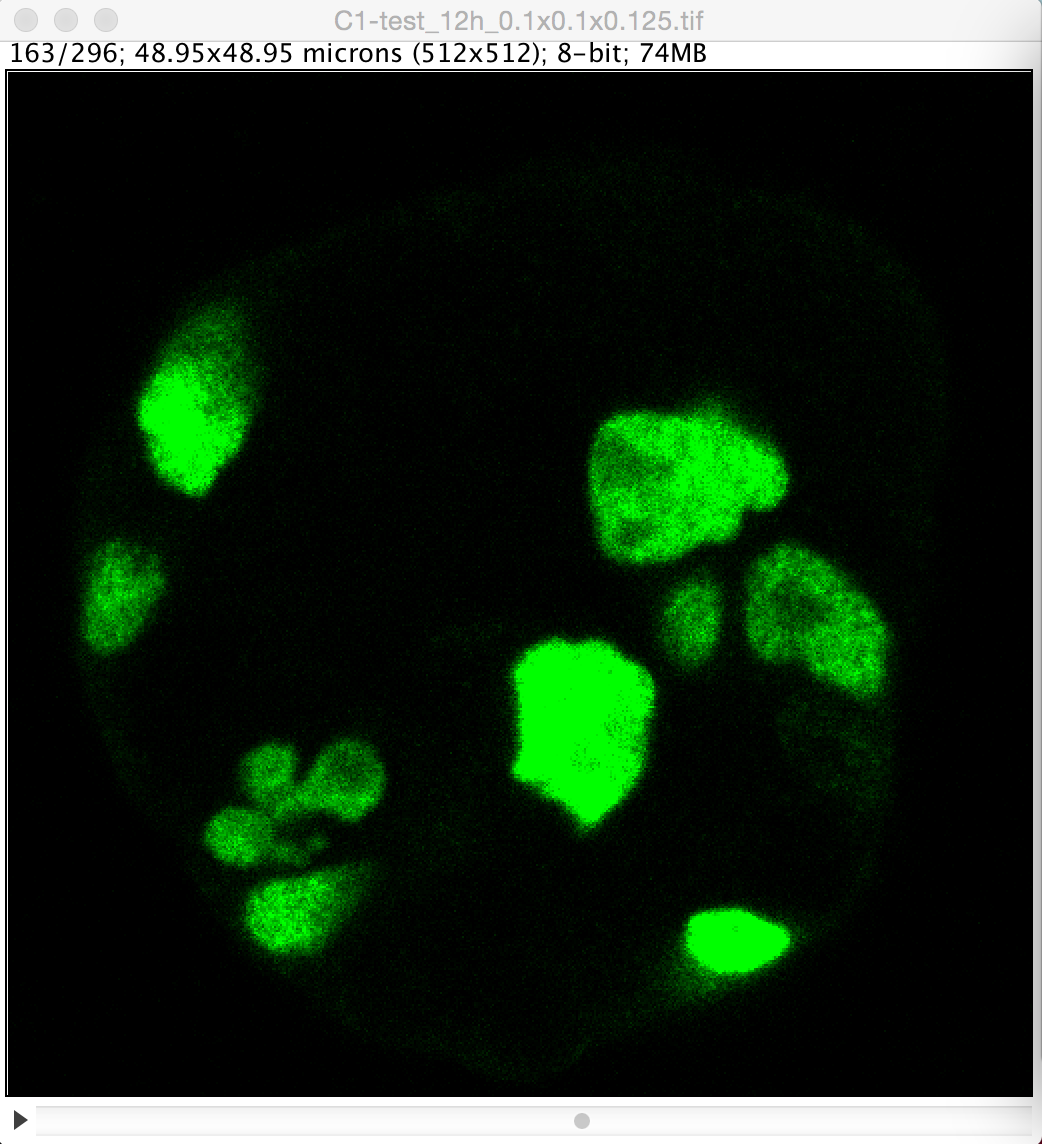 C1-test_12h_0.1x0.1x0.125.tif
163/296; 48.95x48.95 microns (512x512); 8-bit; 74MB